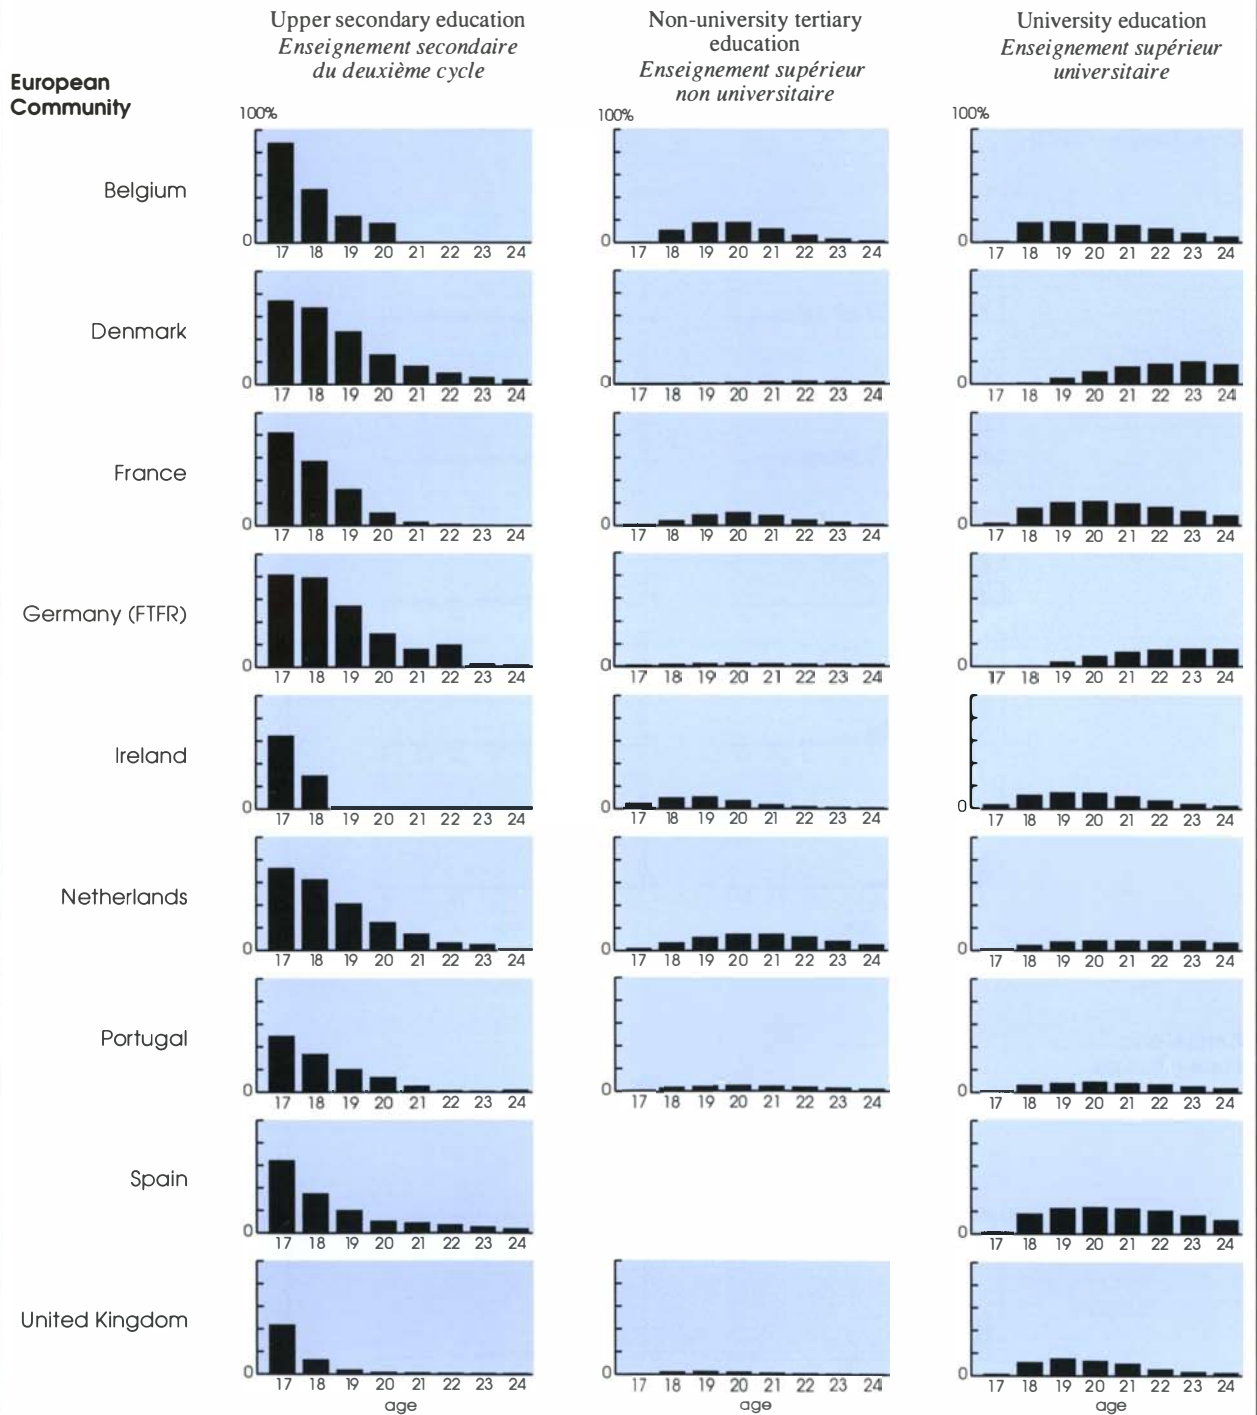 Upper secondary education
Enseignement secondaire
du deuxième cycle
Non-university tertiary
education
Enseignement supérieur
non universitaire
University education
Enseignement supérieur
universitaire
European
Community
100% 100% 100%
Belgium
0 0 0
17 18 19 20 21 22 23 24 17 18 19 20 21 22 23 24 17 18 19 20 21 22 23 24
Denmark
0 0 0
17 18 19 20 21 22 23 24 17 18 19 20 21 22 23 24 17 18 19 20 21 22 23 24
France
0 0 0
17 18 19 20 21 22 23 24 17 18 19 20 21 22 23 24 17 18 19 20 21 22 23 24
Germany (FTFR)
0 0 0
17 18 19 20 21 22 23 24 17 18 19 20 21 22 23 24 17 18 19 20 21 22 23 24
Ireland
0 0 0
17 18 19 20 21 22 23 24 17 18 19 20 21 22 23 24 17 18 19 20 21 22 23 24
Netherlands
0 0 0
17 18 19 20 21 22 23 24 17 18 19 20 21 22 23 24 17 18 19 20 21 22 23 24
Portugal
0 0 0
17 18 19 20 21 22 23 24 17 18 19 20 21 22 23 24 17 18 19 20 21 22 23 24
Spain
0 0
17 18 19 20 21 22 23 24 17 18 19 20 21 22 23 24
United Kingdom
0 0 0
17 18 19 20 21 22 23 24 17 18 19 20 21 22 23 24 17 18 19 20 21 22 23 24
age age age